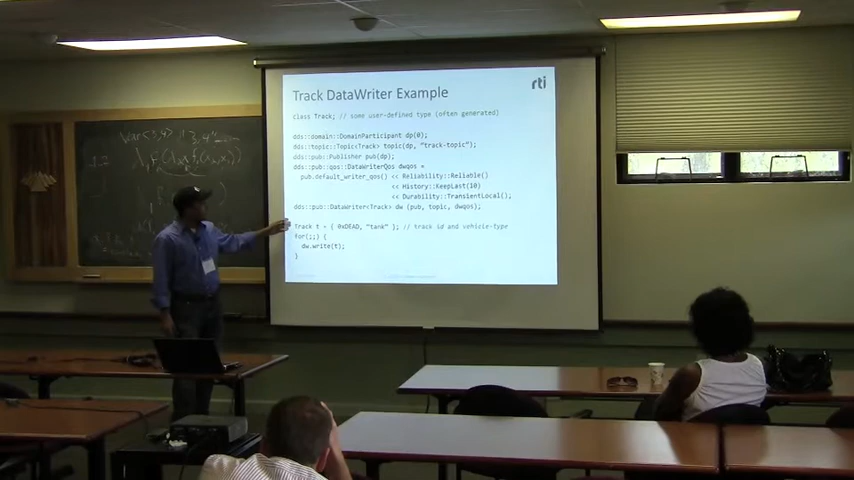 Track DataWriter Example
rti
class Track; // some user-defined type (often generated)
dds::domain::DomainParticipant dp(0);
dds::topic::Topic<Track> topic(dp, "track-topic");
dds::pub::Publisher pub(dp);
dds::pub::qos::DataWriterQos dwqos =
pub.default_writer_qos() << Reliability::Reliable()
<< History::KeepLast(10)
<< Durability::TransientLocal();
dds::pub::DataWriter<Track> dw (pub, topic, dwqos);
Track t = { 0xDEAD, "tank" }; // track id and vehicle-type
for(;;) {
dw.write(t);
}